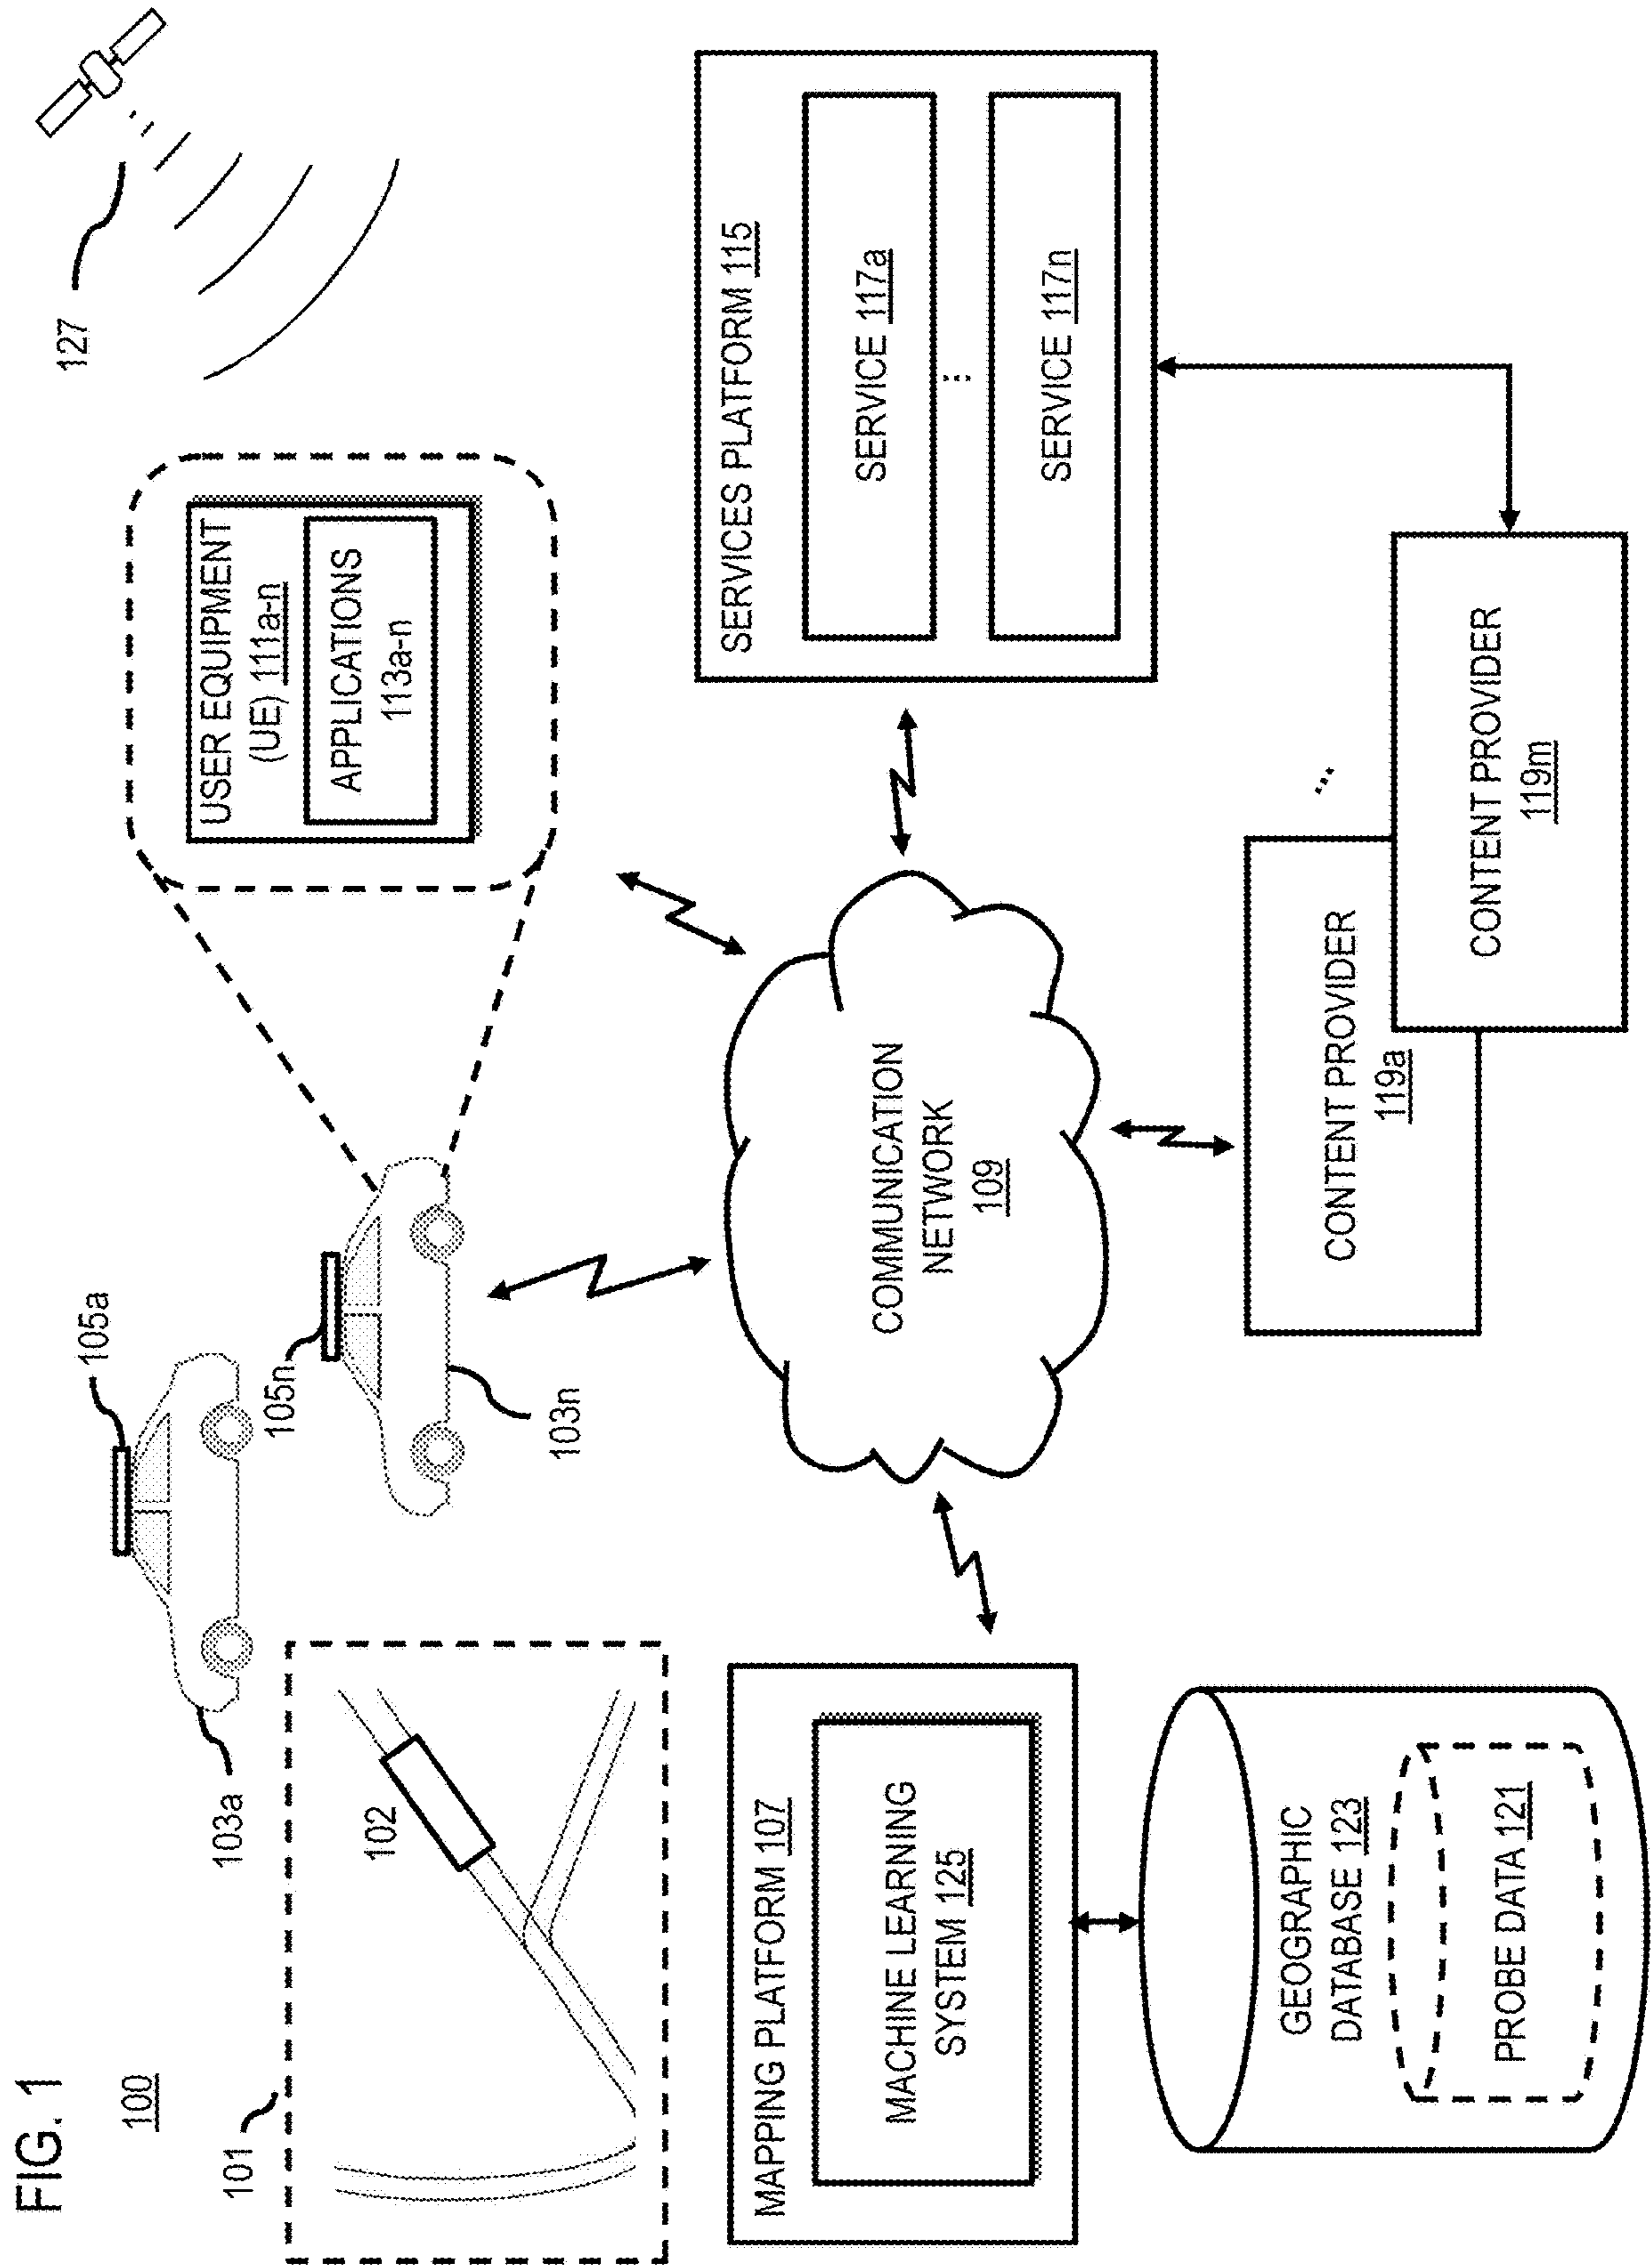 FIG. 1
100
101
102
103a
105a
105n
103n
127
USER EQUIPMENT
(UE) 111a-n
APPLICATIONS
113a-n
MAPPING PLATFORM 107
MACHINE LEARNING
SYSTEM 125
GEOGRAPHIC
DATABASE 123
PROBE DATA 121
COMMUNICATION
NETWORK
109
SERVICES PLATFORM 115
SERVICE 117a
...
SERVICE 117n
CONTENT PROVIDER
119a
...
CONTENT PROVIDER
119m